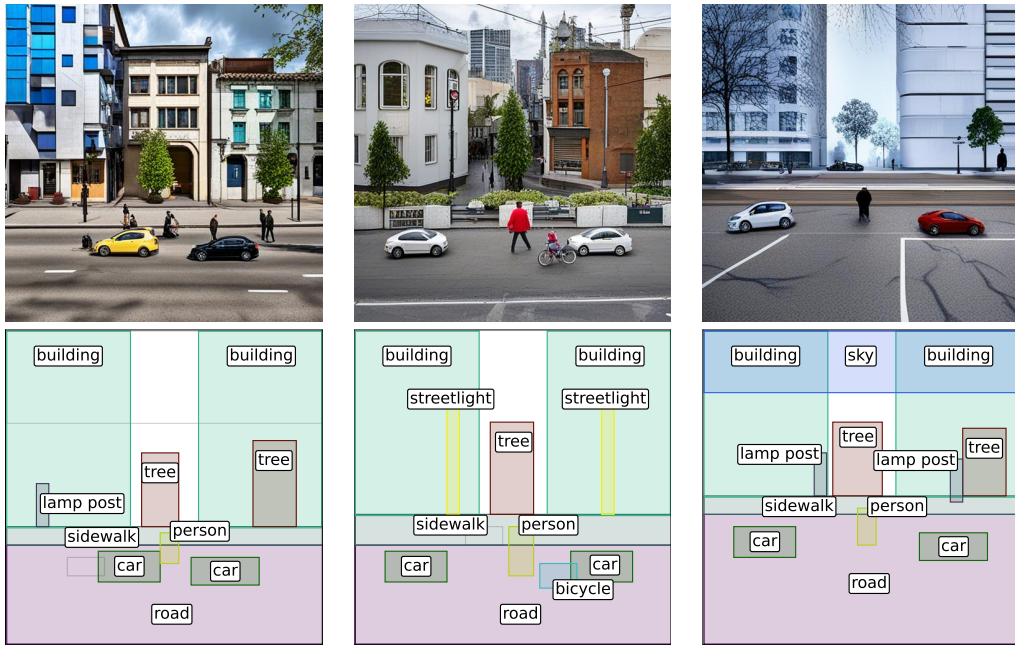 building
building
tree
tree
lamp post
sidewalk
person
car
car
road
building
building
streetlight
streetlight
tree
sidewalk
person
car
car
bicycle
road
building
sky
building
tree
tree
lamp post
lamp post
sidewalk
person
car
car
road